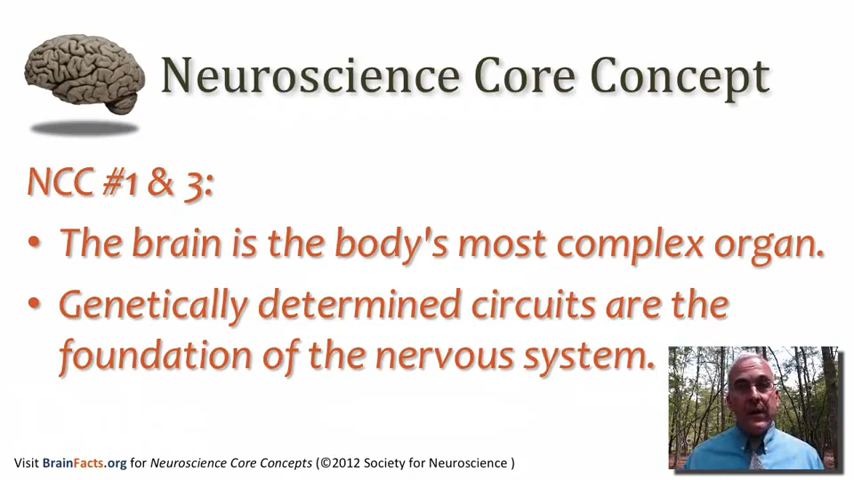 Neuroscience Core Concept
NCC #1 & 3:
• The brain is the body's most complex organ.
• Genetically determined circuits are the
foundation of the nervous system.
Visit BrainFacts.org for Neuroscience Core Concepts (©2012 Society for Neuroscience )